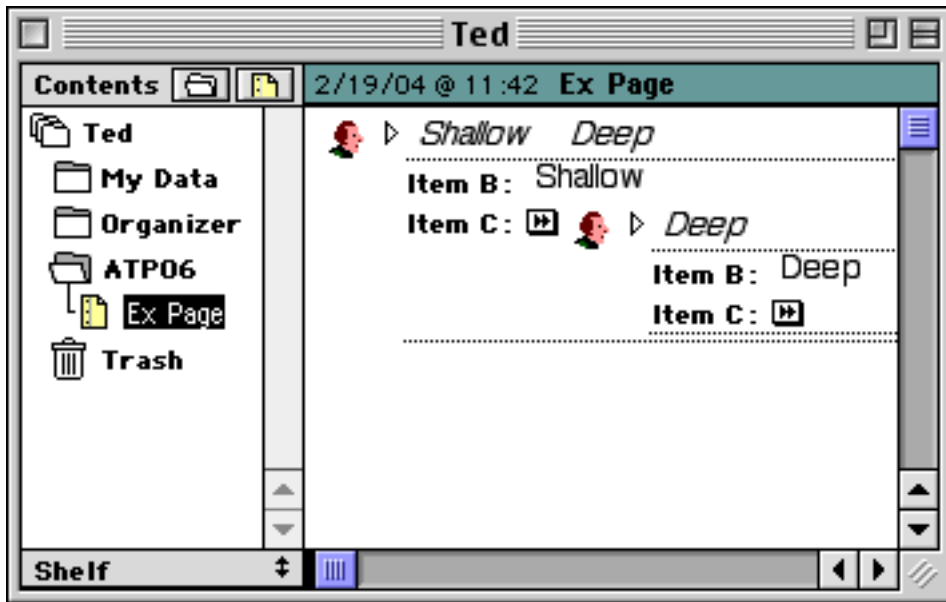 Ted
Contents
2/19/04 @ 11:42 Ex Page
Ted
My Data
Organizer
ATP06
Ex Page
Trash
Shelf
Shallow Deep
Item B: Shallow
Item C: Deep
Item B: Deep
Item C: